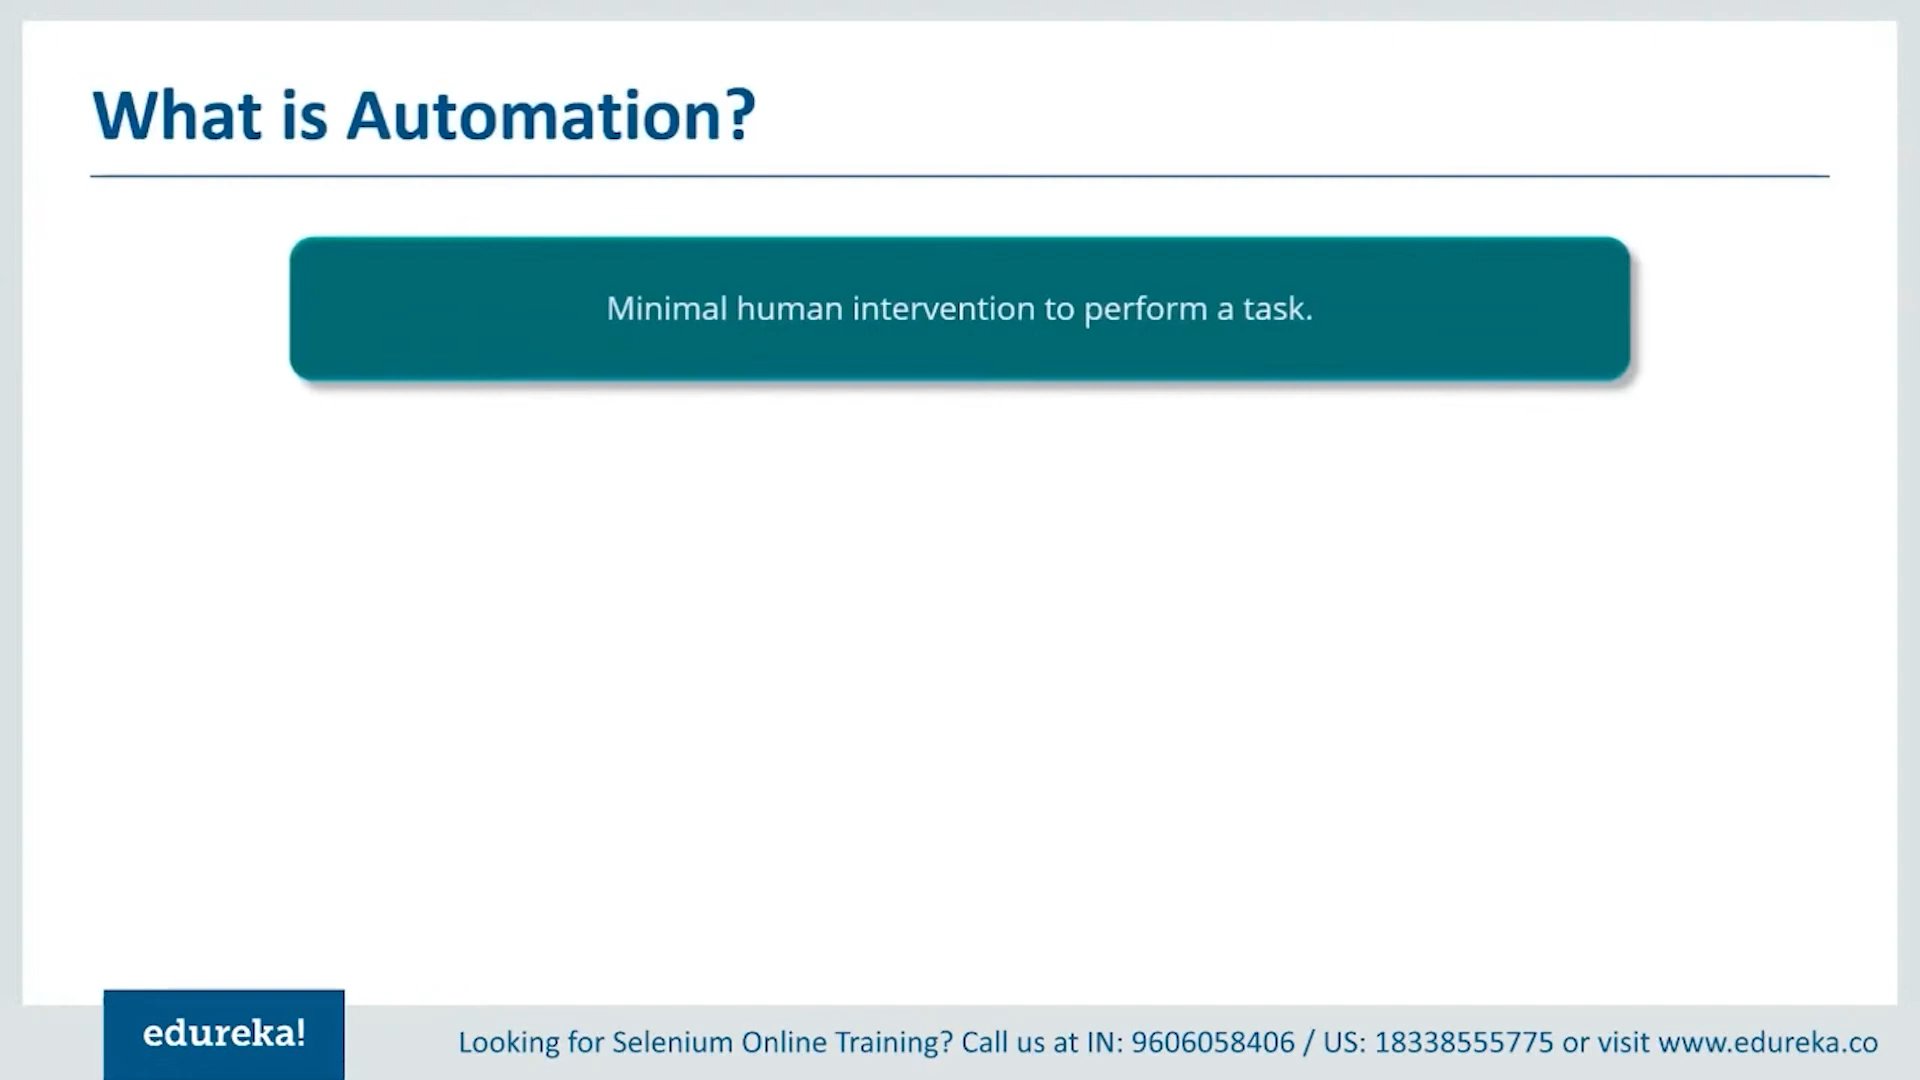 What is Automation?
Minimal human intervention to perform a task.
edureka!
Looking for Selenium Online Training? Call us at IN: 9606058406 / US: 18338555775 or visit www.edureka.co